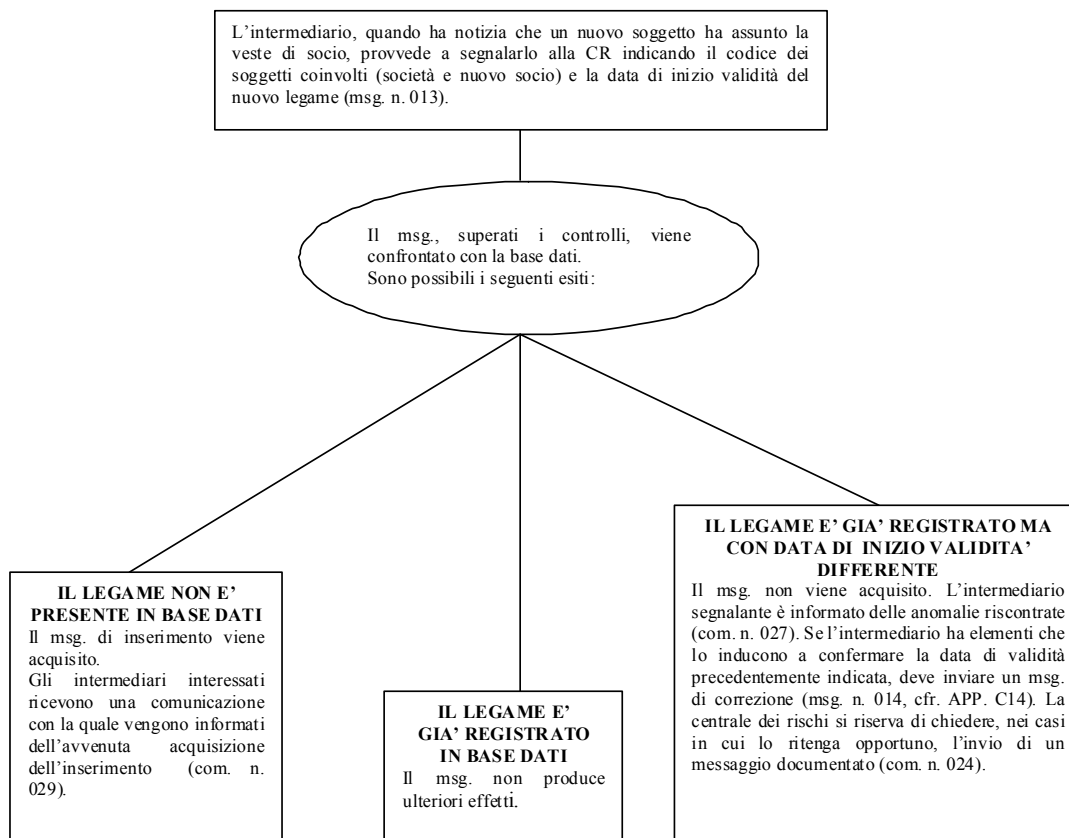 L’intermediario, quando ha notizia che un nuovo soggetto ha assunto la
veste di socio, provvede a segnalarlo alla CR indicando il codice dei
soggetti coinvolti (società e nuovo socio) e la data di inizio validità del
nuovo legame (msg. n. 013).
Il msg., superati i controlli, viene
confrontato con la base dati.
Sono possibili i seguenti esiti:
IL LEGAME NON E’
PRESENTE IN BASE DATI
Il msg. di inserimento viene
acquisito.
Gli intermediari interessati
ricevono una comunicazione
con la quale vengono informati
dell’avvenuta acquisizione
dell’inserimento (com. n.
029).
IL LEGAME E’
GIA’ REGISTRATO
IN BASE DATI
Il msg. non produce
ulteriori effetti.
IL LEGAME E’ GIA’ REGISTRATO MA
CON DATA DI INIZIO VALIDITA’
DIFFERENTE
Il msg. non viene acquisito. L’intermediario
segnalante è informato delle anomalie riscontrate
(com. n. 027). Se l’intermediario ha elementi che
lo inducono a confermare la data di validità
precedentemente indicata, deve inviare un msg.
di correzione (msg. n. 014, cfr. APP. C14). La
centrale dei rischi si riserva di chiedere, nei casi
in cui lo ritenga opportuno, l’invio di un
messaggio documentato (com. n. 024).